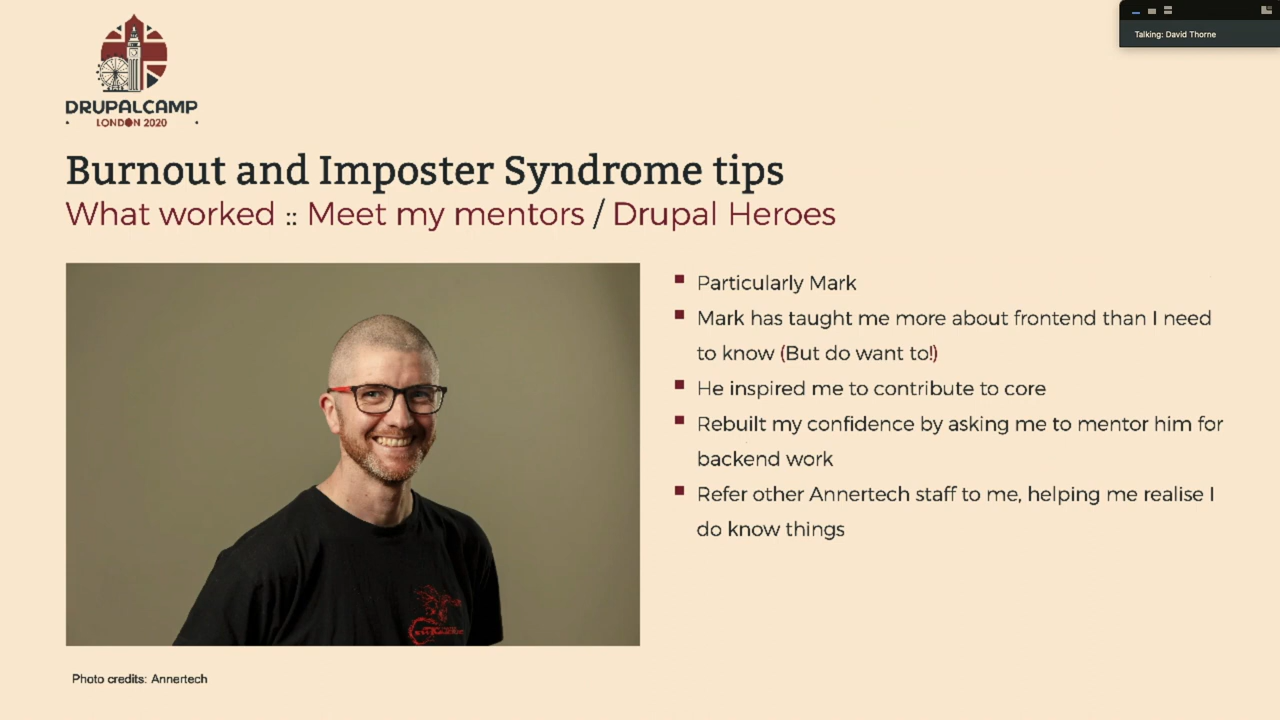 Talking: David Thorne
DRUPALCAMP
LONDON 2020
Burnout and Imposter Syndrome tips
What worked :: Meet my mentors / Drupal Heroes
Particularly Mark
Mark has taught me more about frontend than I need
to know (But do want to!)
He inspired me to contribute to core
Rebuilt my confidence by asking me to mentor him for
backend work
Refer other Annertech staff to me, helping me realise I
do know things
Photo credits: Annertech